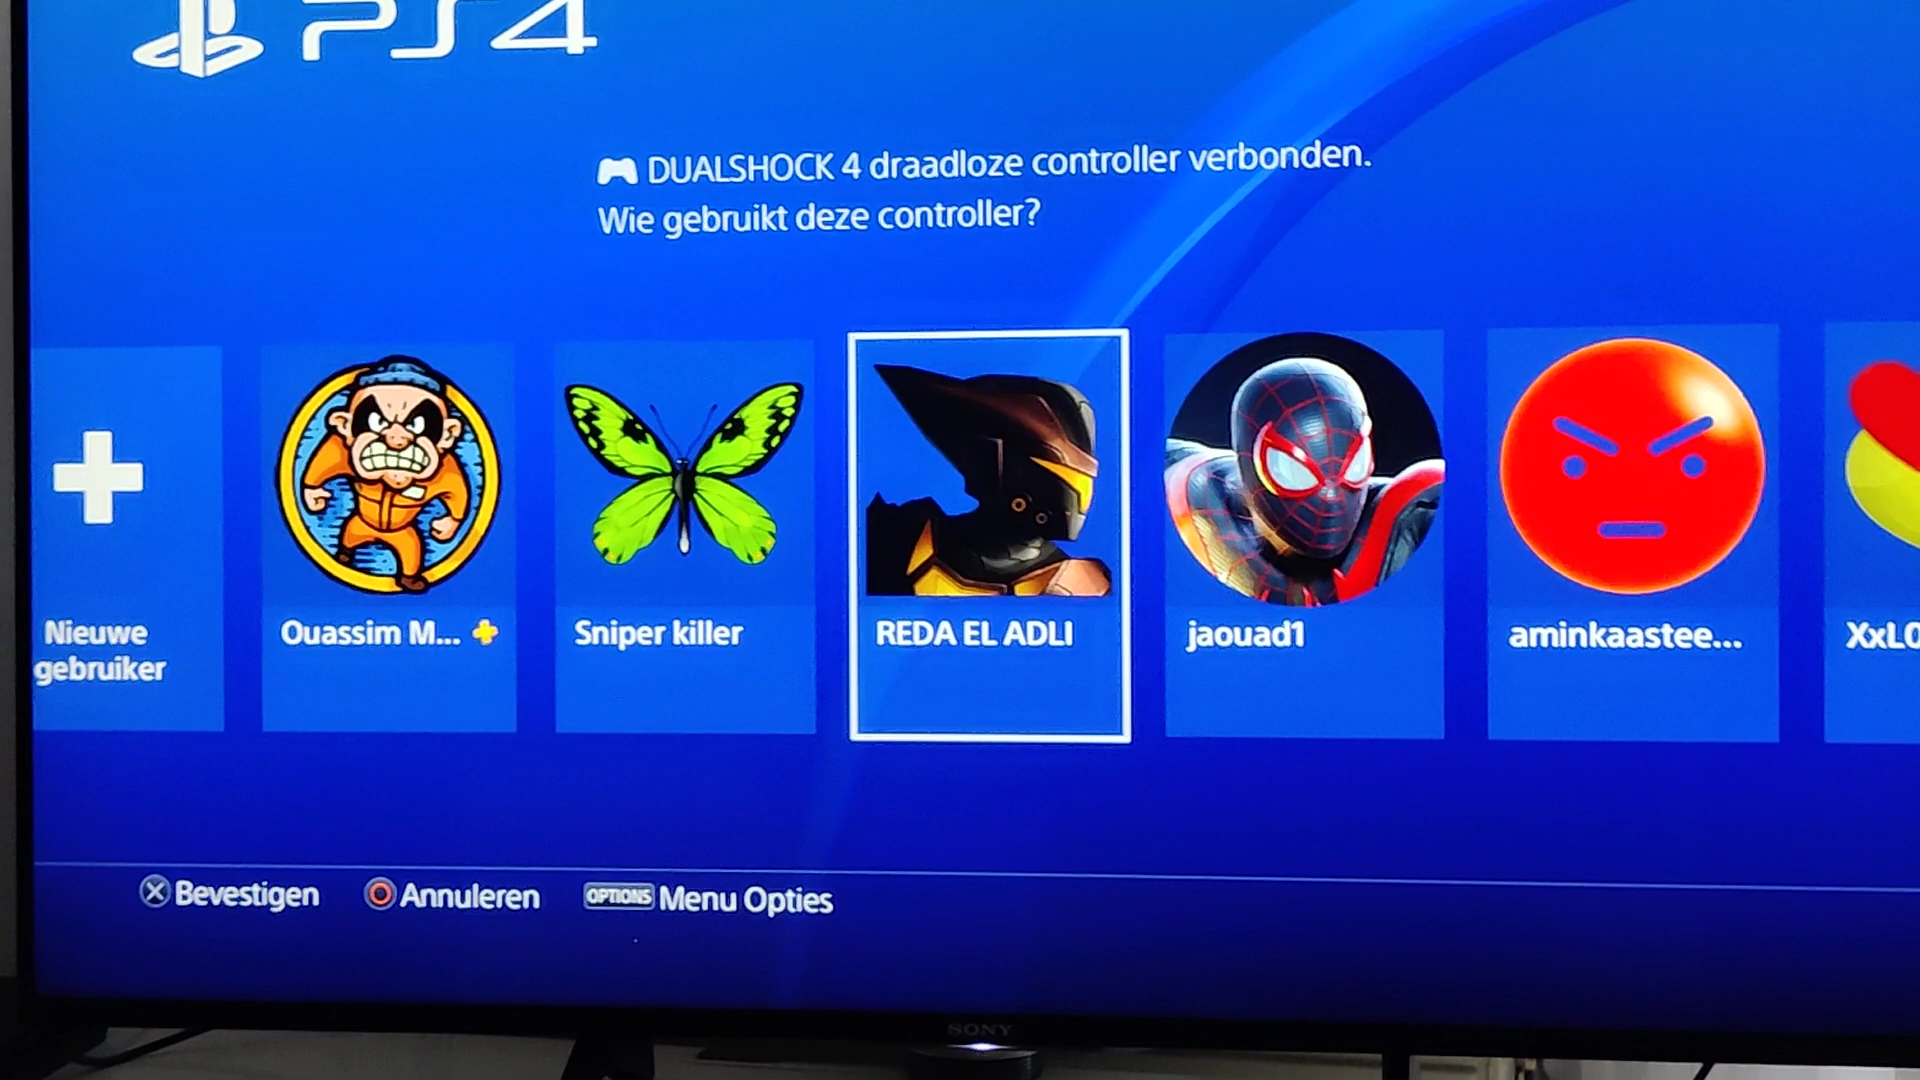 PS4
DUALSHOCK 4 draadloze controller verbonden.
Wie gebruikt deze controller?
Nieuwe
gebruiker
Ouassim M...
Sniper killer
REDA EL ADLI
jaouad1
aminkaastee...
XxLO
Bevestigen
Annuleren
OPTIONS Menu Opties
SONY